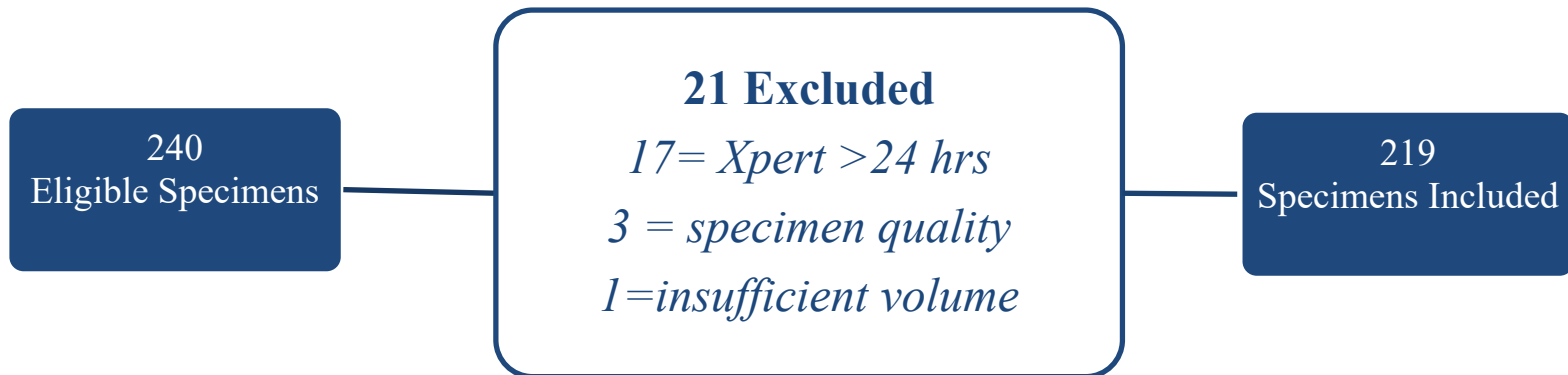 240
Eligible Specimens
21 Excluded
17= Xpert >24 hrs
3 = specimen quality
1=insufficient volume
219
Specimens Included